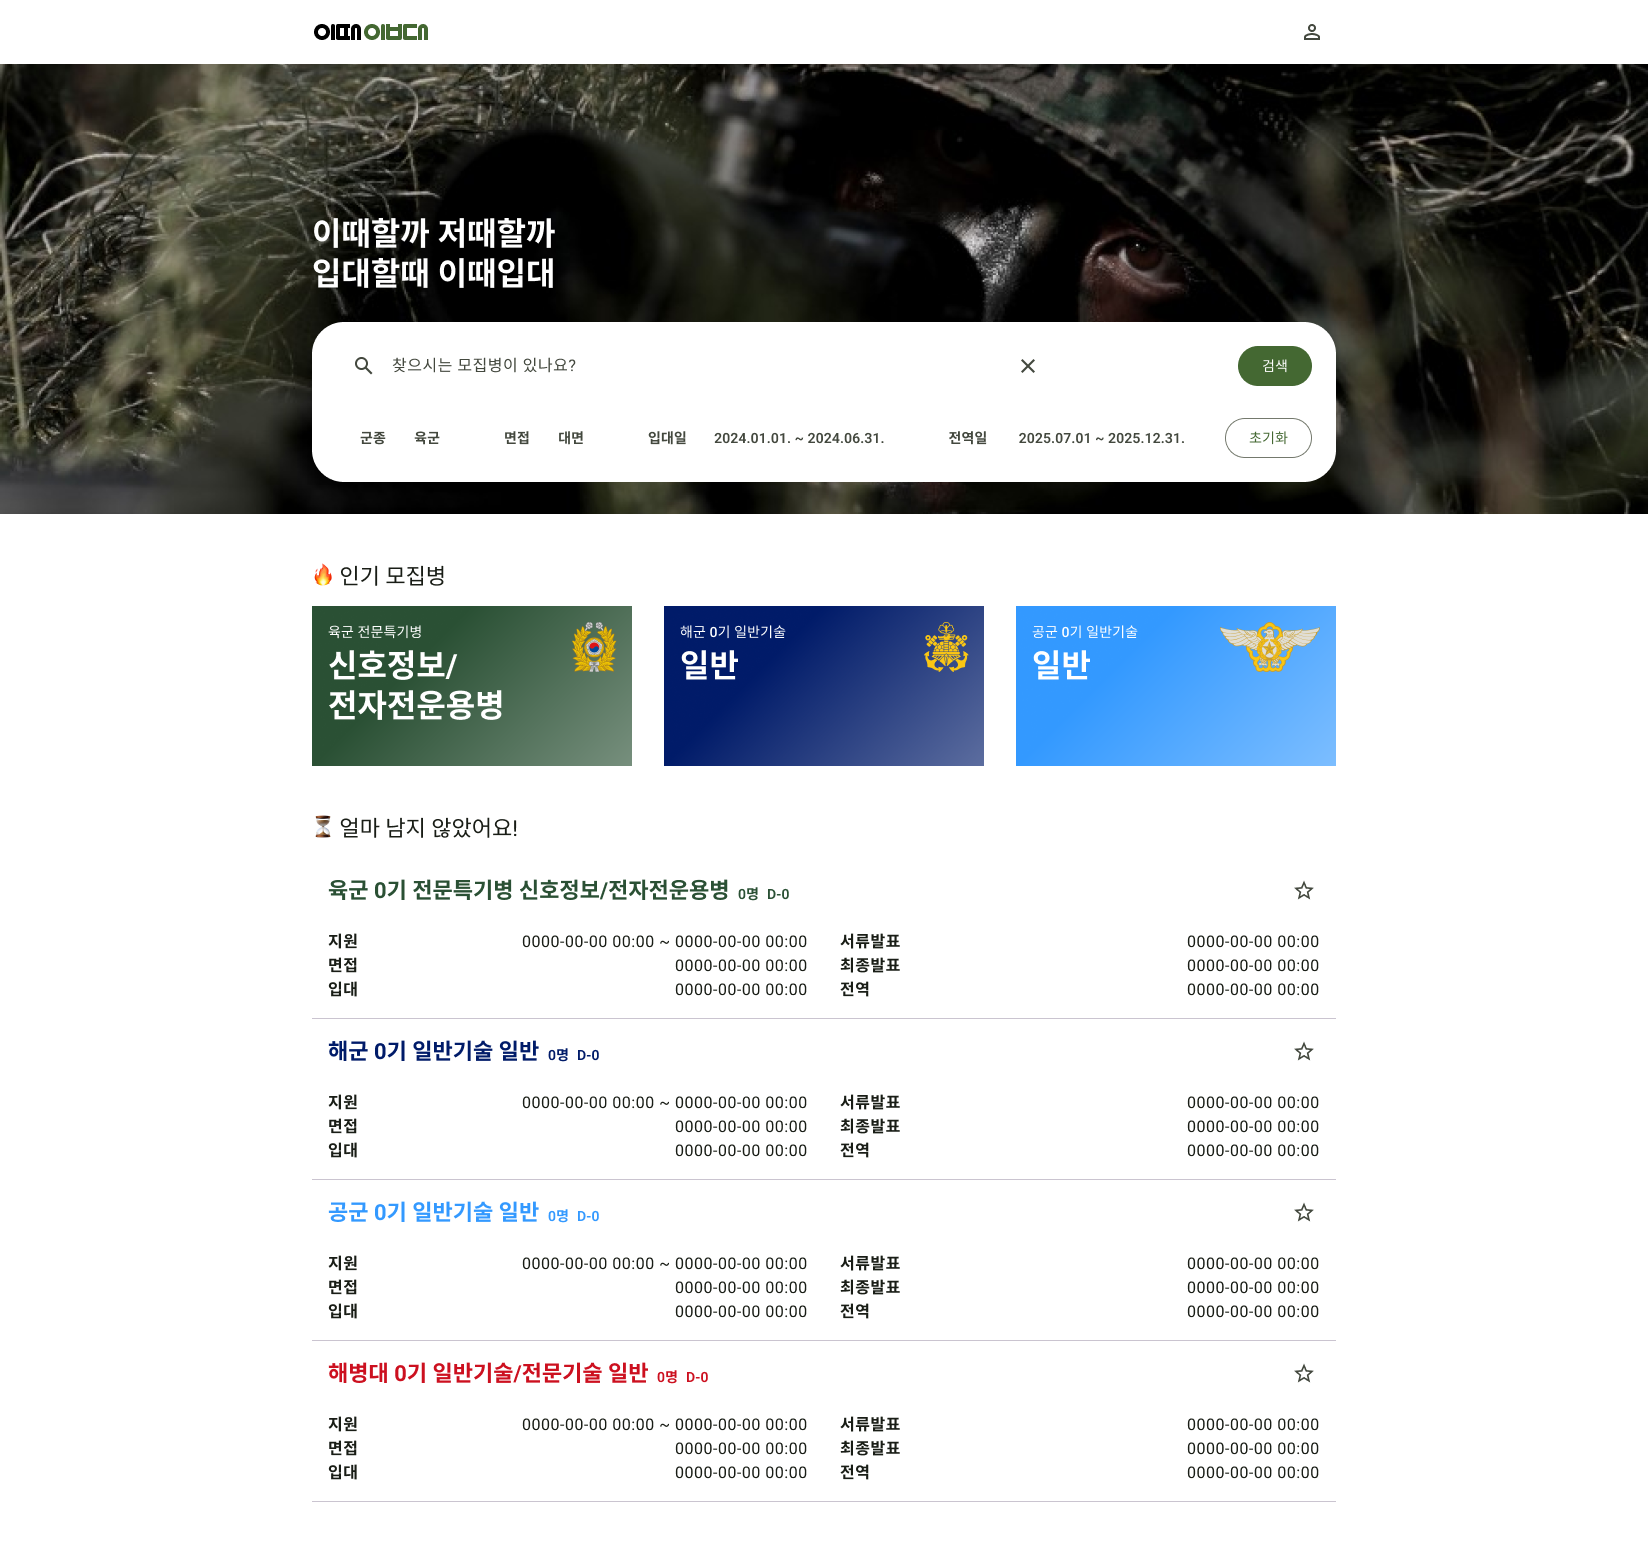 이때입대
이때할까 저때할까
입대할때 이때입대
찾으시는 모집병이 있나요?
검색
군종 육군 면접 대면 입대일 2024.01.01. ~ 2024.06.31. 전역일 2025.07.01 ~ 2025.12.31. 초기화
🔥 인기 모집병
육군 전문특기병
신호정보/
전자전운용병
해군 0기 일반기술
일반
공군 0기 일반기술
일반
⏳ 얼마 남지 않았어요!
육군 0기 전문특기병 신호정보/전자전운용병 0명 D-0
지원 0000-00-00 00:00 ~ 0000-00-00 00:00 서류발표 0000-00-00 00:00
면접 0000-00-00 00:00 최종발표 0000-00-00 00:00
입대 0000-00-00 00:00 전역 0000-00-00 00:00
해군 0기 일반기술 일반 0명 D-0
지원 0000-00-00 00:00 ~ 0000-00-00 00:00 서류발표 0000-00-00 00:00
면접 0000-00-00 00:00 최종발표 0000-00-00 00:00
입대 0000-00-00 00:00 전역 0000-00-00 00:00
공군 0기 일반기술 일반 0명 D-0
지원 0000-00-00 00:00 ~ 0000-00-00 00:00 서류발표 0000-00-00 00:00
면접 0000-00-00 00:00 최종발표 0000-00-00 00:00
입대 0000-00-00 00:00 전역 0000-00-00 00:00
해병대 0기 일반기술/전문기술 일반 0명 D-0
지원 0000-00-00 00:00 ~ 0000-00-00 00:00 서류발표 0000-00-00 00:00
면접 0000-00-00 00:00 최종발표 0000-00-00 00:00
입대 0000-00-00 00:00 전역 0000-00-00 00:00